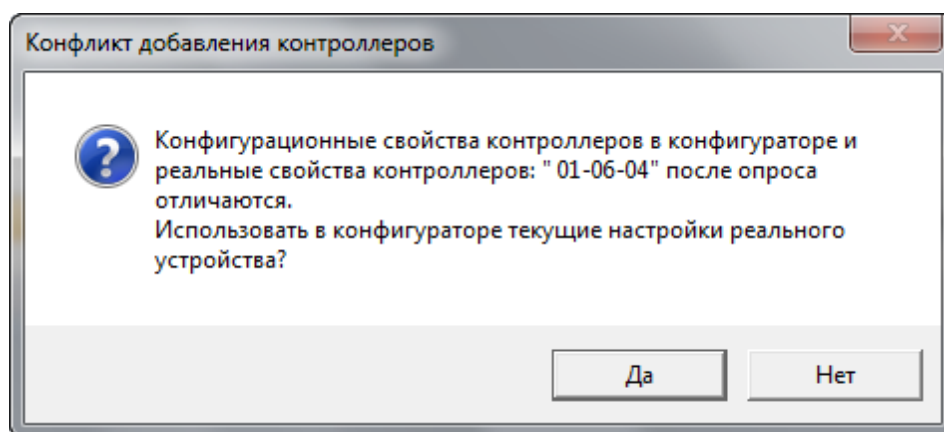 Конфликт добавления контроллеров
Конфигурационные свойства контроллеров в конфигураторе и
реальные свойства контроллеров: " 01-06-04" после опроса
отличаются.
Использовать в конфигураторе текущие настройки реального
устройства?
Да
Нет